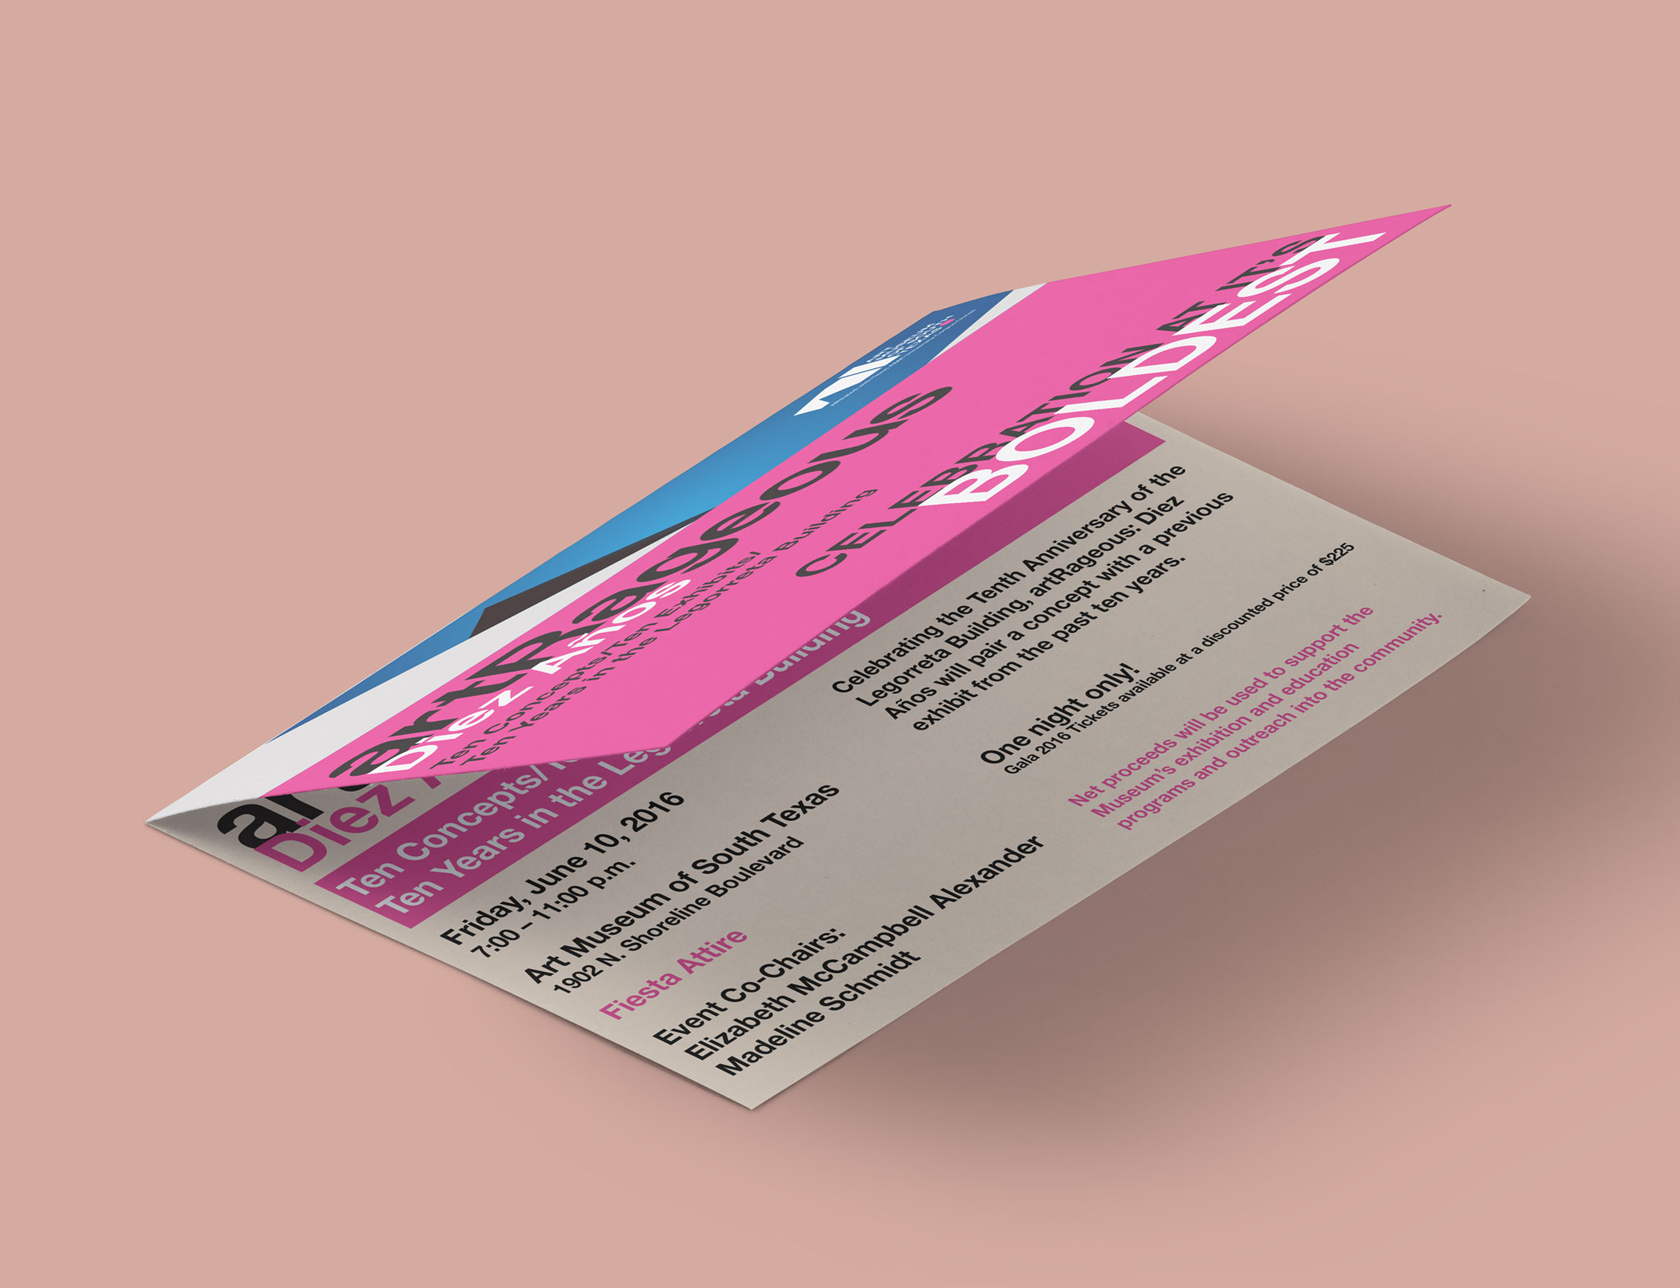 artRageous
Diez Años
Ten Concepts/Ten Exhibits/
Ten Years in the Legorreta Building
CELEBRATION AT IT'S
BOLDEST
ar
Diez
Ten Concepts/
Ten Years in the Leg Building
Friday, June 10, 2016
7:00 – 11:00 p.m.
Art Museum of South Texas
1902 N. Shoreline Boulevard
Fiesta Attire
Event Co-Chairs:
Elizabeth McCampbell Alexander
Madeline Schmidt
Celebrating the Tenth Anniversary of the
Legorreta Building, artRageous: Diez
Años will pair a concept with a previous
exhibit from the past ten years.
One night only!
Gala 2016 Tickets available at a discounted price of $225
Net proceeds will be used to support the
Museum's exhibition and education
programs and outreach into the community.